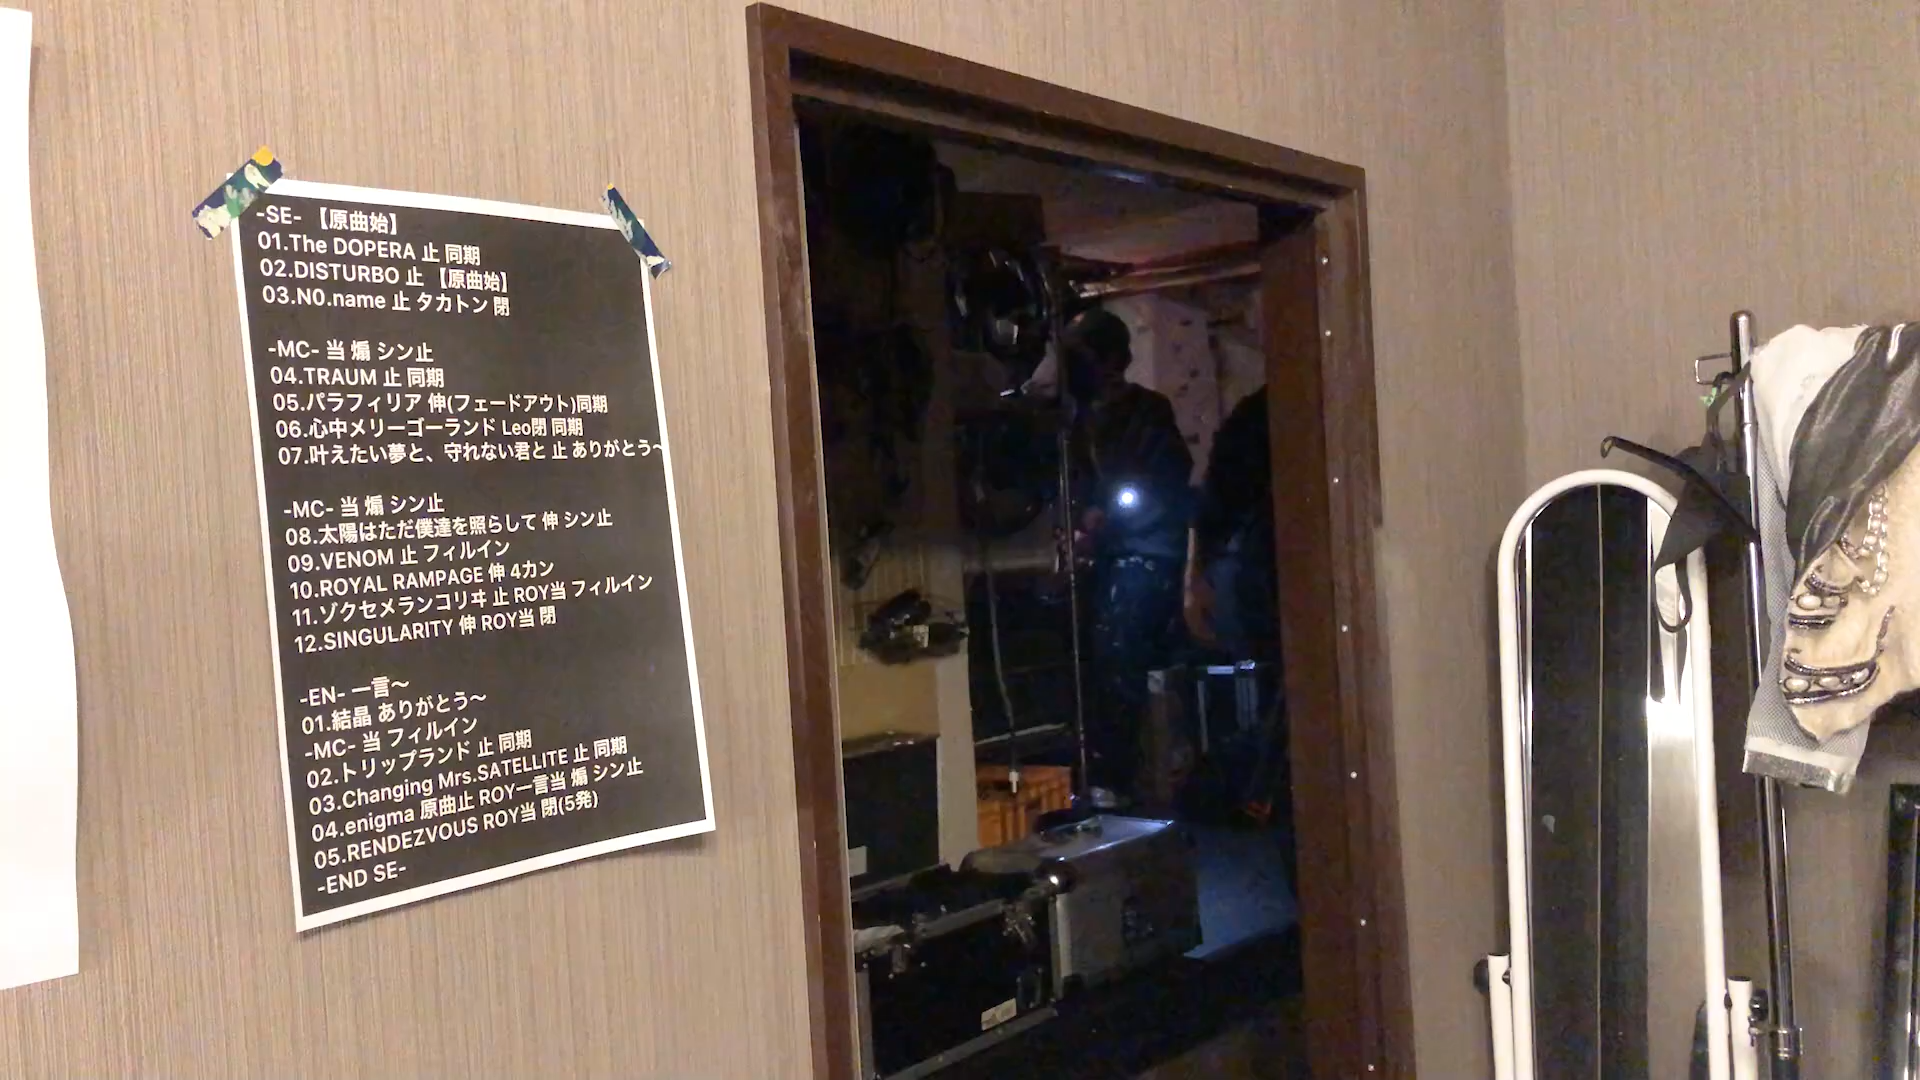 -SE- 【原曲始】
01.The DOPERA 止 同期
02.DISTURBO 止 【原曲始】
03.N0.name 止 タカトン 閉
-MC- 当 煽 シン止
04.TRAUM 止 同期
05.パラフィリア 伸(フェードアウト)同期
06.心中メリーゴーランド Leo閉 同期
07.叶えたい夢と、守れない君と 止 ありがとう〜
-MC- 当 煽 シン止
08.太陽はただ僕達を照らして 伸 シン止
09.VENOM 止 フィルイン
10.ROYAL RAMPAGE 伸 4カン
11.ゾクセメランコリヰ 止 ROY当 フィルイン
12.SINGULARITY 伸 ROY当 閉
-EN- 一言〜
01.結晶 ありがとう〜
-MC- 当 フィルイン
02.トリップランド 止 同期
03.Changing Mrs.SATELLITE 止 同期
04.enigma 原曲止 ROY一言当 煽 シン止
05.RENDEZVOUS ROY当 閉(5発)
-END SE-